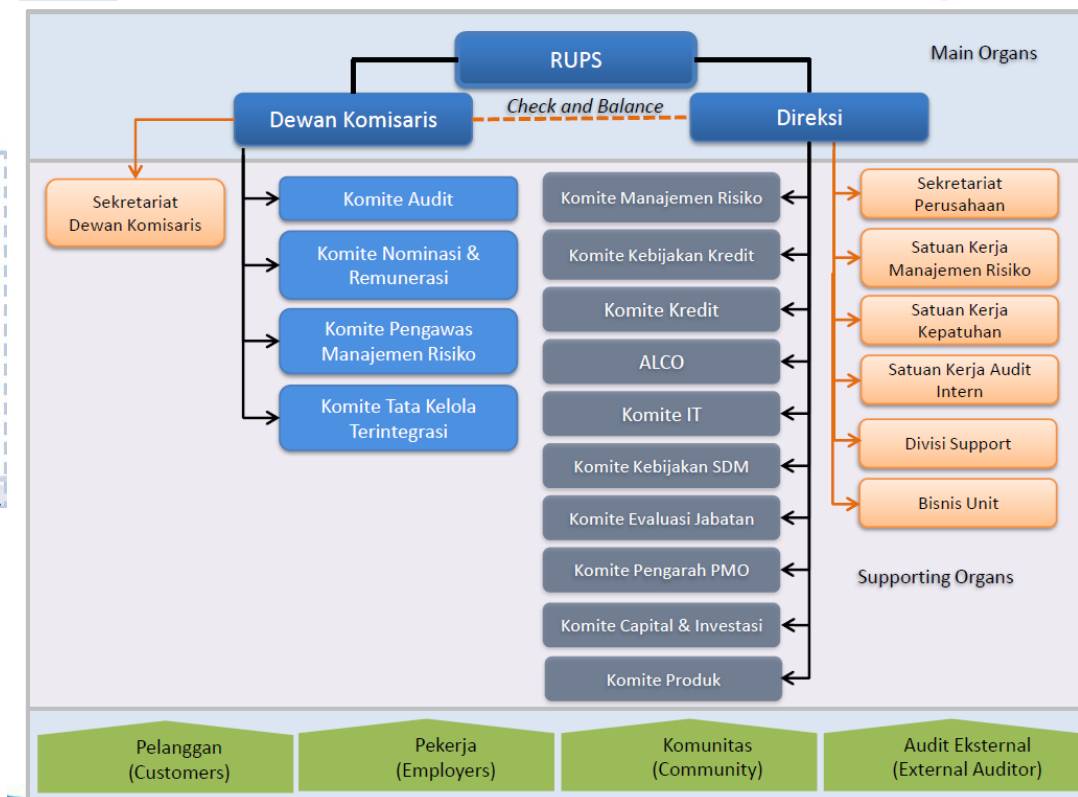 Main Organs
RUPS
Check and Balance
Dewan Komisaris
Direksi
Sekretariat
Dewan Komisaris
Komite Audit
Komite Nominasi &
Remunerasi
Komite Pengawas
Manajemen Risiko
Komite Tata Kelola
Terintegrasi
Komite Manajemen Risiko
Komite Kebijakan Kredit
Komite Kredit
ALCO
Komite IT
Komite Kebijakan SDM
Komite Evaluasi Jabatan
Komite Pengarah PMO
Komite Capital & Investasi
Komite Produk
Sekretariat
Perusahaan
Satuan Kerja
Manajemen Risiko
Satuan Kerja
Kepatuhan
Satuan Kerja Audit
Intern
Divisi Support
Bisnis Unit
Supporting Organs
Pelanggan
(Customers)
Pekerja
(Employers)
Komunitas
(Community)
Audit Eksternal
(External Auditor)